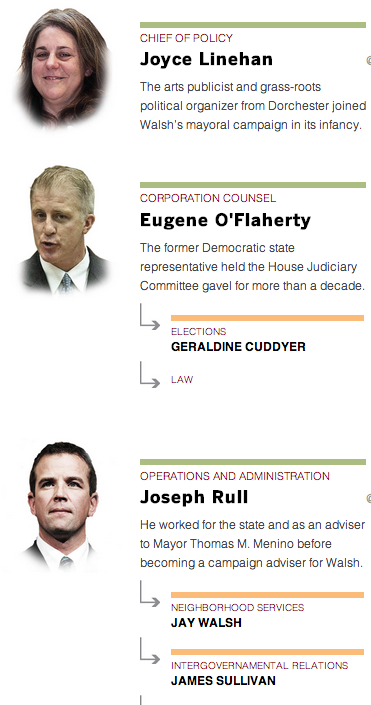 CHIEF OF POLICY
Joyce Linehan
The arts publicist and grass-roots
political organizer from Dorchester joined
Walsh's mayoral campaign in its infancy.
CORPORATION COUNSEL
Eugene O'Flaherty
The former Democratic state
representative held the House Judiciary
Committee gavel for more than a decade.
ELECTIONS
GERALDINE CUDDYER
LAW
OPERATIONS AND ADMINISTRATION
Joseph Rull
He worked for the state and as an adviser
to Mayor Thomas M. Menino before
becoming a campaign adviser for Walsh.
NEIGHBORHOOD SERVICES
JAY WALSH
INTERGOVERNAMENTAL RELATIONS
JAMES SULLIVAN